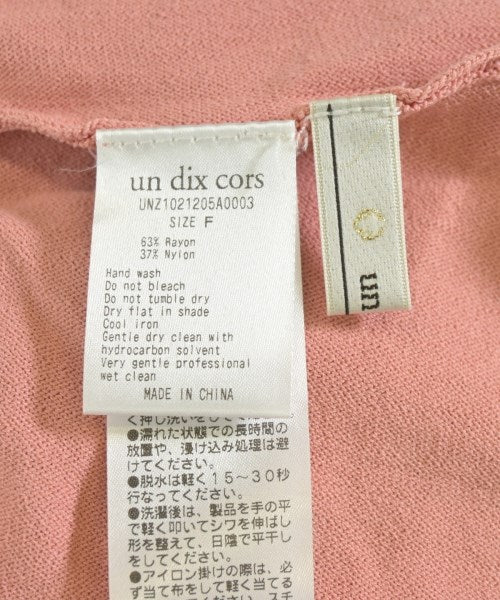 un dix cors
UNZ1021205A0003
SIZE F
63% Rayon
37% Nylon
Hand wash
Do not bleach
Do not tumble dry
Dry flat in shade
Cool iron
Gentle dry clean with
hydrocarbon solvent
Very gentle professional
wet clean
MADE IN CHINA
く押し洗いをして
●濡れた状態での長時間の
放置や、浸け込み処理は避
けてください。
●脱水は軽く15〜30秒
行なってください。
●洗濯後は、製品を手の平
で軽く叩いてシワを伸ばし
形を整えて、日陰で平干し
をしてください。
●アイロン掛けの際は、必
ず当て布をして軽く当てる
un